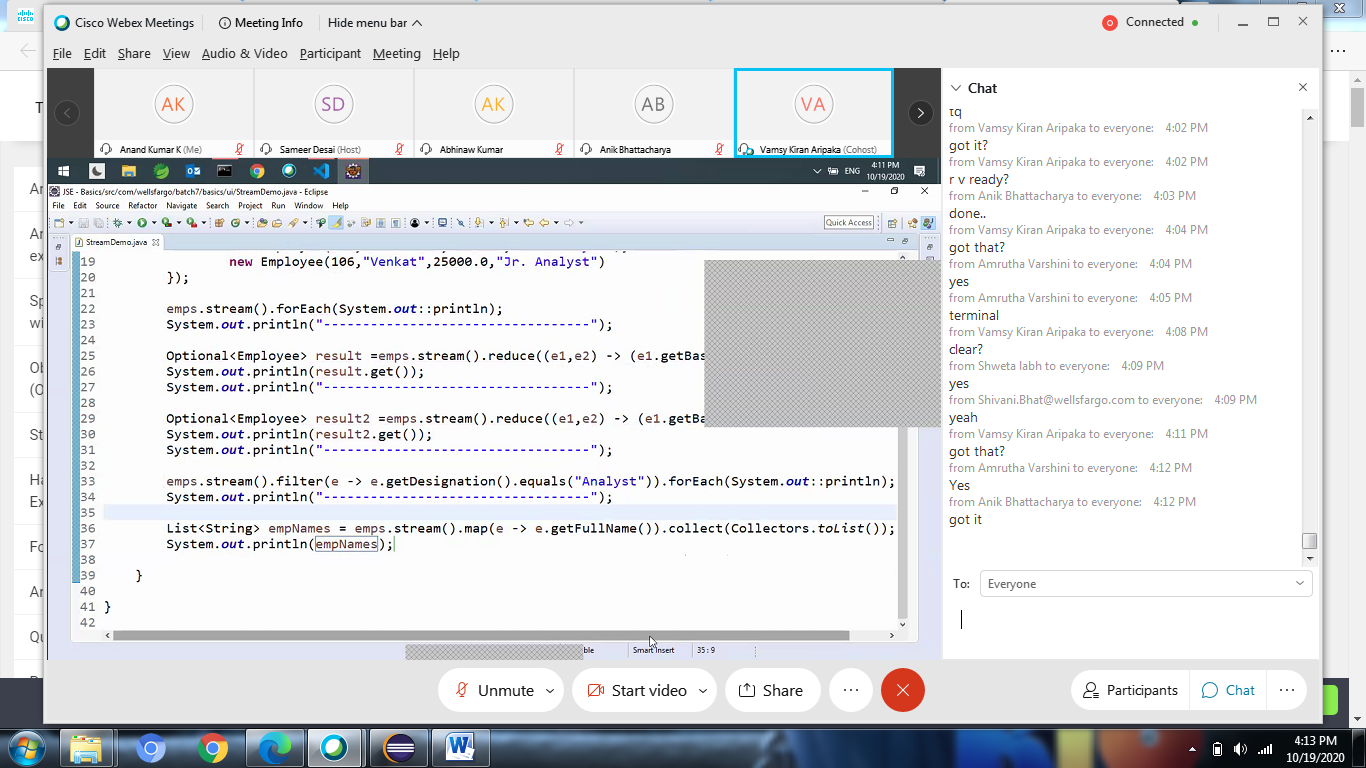 Cisco Webex Meetings
Meeting Info
Hide menu bar
Connected
File Edit Share View Audio & Video Participant Meeting Help
AK
SD
AK
AB
VA
Anand Kumar K (Me)
Sameer Desai (Host)
Abhinaw Kumar
Anik Bhattacharya
Vamsy Kiran Aripaka (Cohost)
ENG
4:11 PM
10/19/2020
JSE - Basics/src/com/wellsfargo/batch7/basics/ui/StreamDemo.java - Eclipse
File Edit Source Refactor Navigate Search Project Run Window Help
Quick Access
StreamDemo.java
19 new Employee(106,"Venkat",25000.0,"Jr. Analyst")
20 });
21
22 emps.stream().forEach(System.out::println);
23 System.out.println("-----------------------------------");
24
25 Optional<Employee> result =emps.stream().reduce((e1,e2) -> (e1.getBas
26 System.out.println(result.get());
27 System.out.println("-----------------------------------");
28
29 Optional<Employee> result2 =emps.stream().reduce((e1,e2) -> (e1.getBas
30 System.out.println(result2.get());
31 System.out.println("-----------------------------------");
32
33 emps.stream().filter(e -> e.getDesignation().equals("Analyst")).forEach(System.out::println);
34 System.out.println("-----------------------------------");
35
36 List<String> empNames = emps.stream().map(e -> e.getFullName()).collect(Collectors.toList());
37 System.out.println(empNames);
38
39 }
40
41 }
42
ble
Smart Insert
35 : 9
Chat
tq
from Vamsy Kiran Aripaka to everyone: 4:02 PM
got it?
from Vamsy Kiran Aripaka to everyone: 4:02 PM
r v ready?
from Anik Bhattacharya to everyone: 4:03 PM
done..
from Vamsy Kiran Aripaka to everyone: 4:04 PM
got that?
from Amrutha Varshini to everyone: 4:04 PM
yes
from Amrutha Varshini to everyone: 4:05 PM
terminal
from Vamsy Kiran Aripaka to everyone: 4:08 PM
clear?
from Shweta labh to everyone: 4:09 PM
yes
from Shivani.Bhat@wellsfargo.com to everyone: 4:09 PM
yeah
from Vamsy Kiran Aripaka to everyone: 4:11 PM
got that?
from Amrutha Varshini to everyone: 4:12 PM
Yes
from Anik Bhattacharya to everyone: 4:12 PM
got it
To: Everyone
Unmute
Start video
Share
Participants
Chat
4:13 PM
10/19/2020